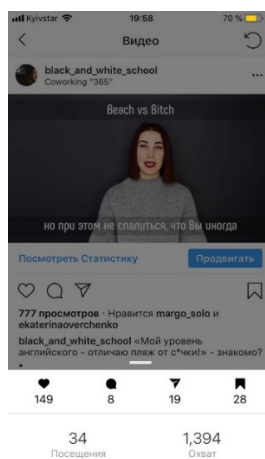 Kyivstar 19:58 70 %
Видео
black_and_white_school
Coworking "365"
Beach vs Bitch
но при этом не спалиться, что Вы иногда
Посмотреть Статистику Продвигать
777 просмотров · Нравится margo_solo и
ekaterinaoverchenko
black_and_white_school «Мой уровень
английского - отличаю пляж от с*чки!» - знакомо?
149 8 19 28
34 1,394
Посещения Охват